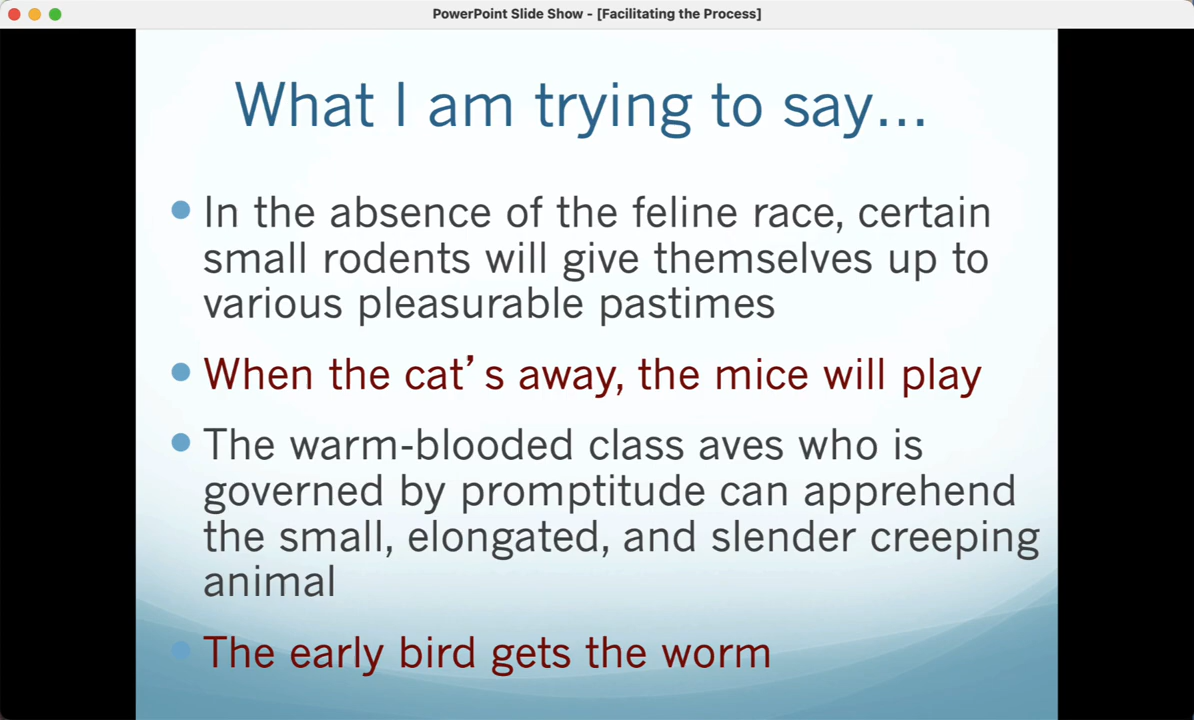 PowerPoint Slide Show - [Facilitating the Process]
What I am trying to say...
In the absence of the feline race, certain
small rodents will give themselves up to
various pleasurable pastimes
When the cat’s away, the mice will play
The warm-blooded class aves who is
governed by promptitude can apprehend
the small, elongated, and slender creeping
animal
The early bird gets the worm